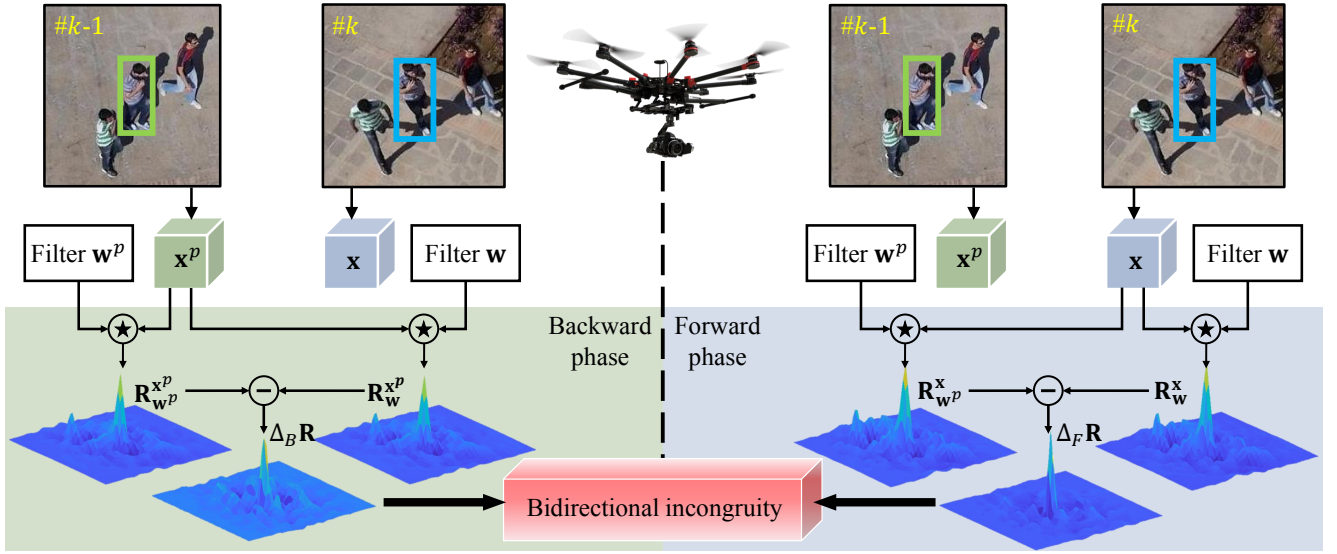 #k-1
#k
#k-1
#k
Filter w^p
x^p
x
Filter w
Filter w^p
x^p
x
Filter w
Backward phase
Forward phase
R_{w^p}^{x^p}
R_w^{x^p}
R_{w^p}^x
R_w^x
Δ_B R
Δ_F R
Bidirectional incongruity